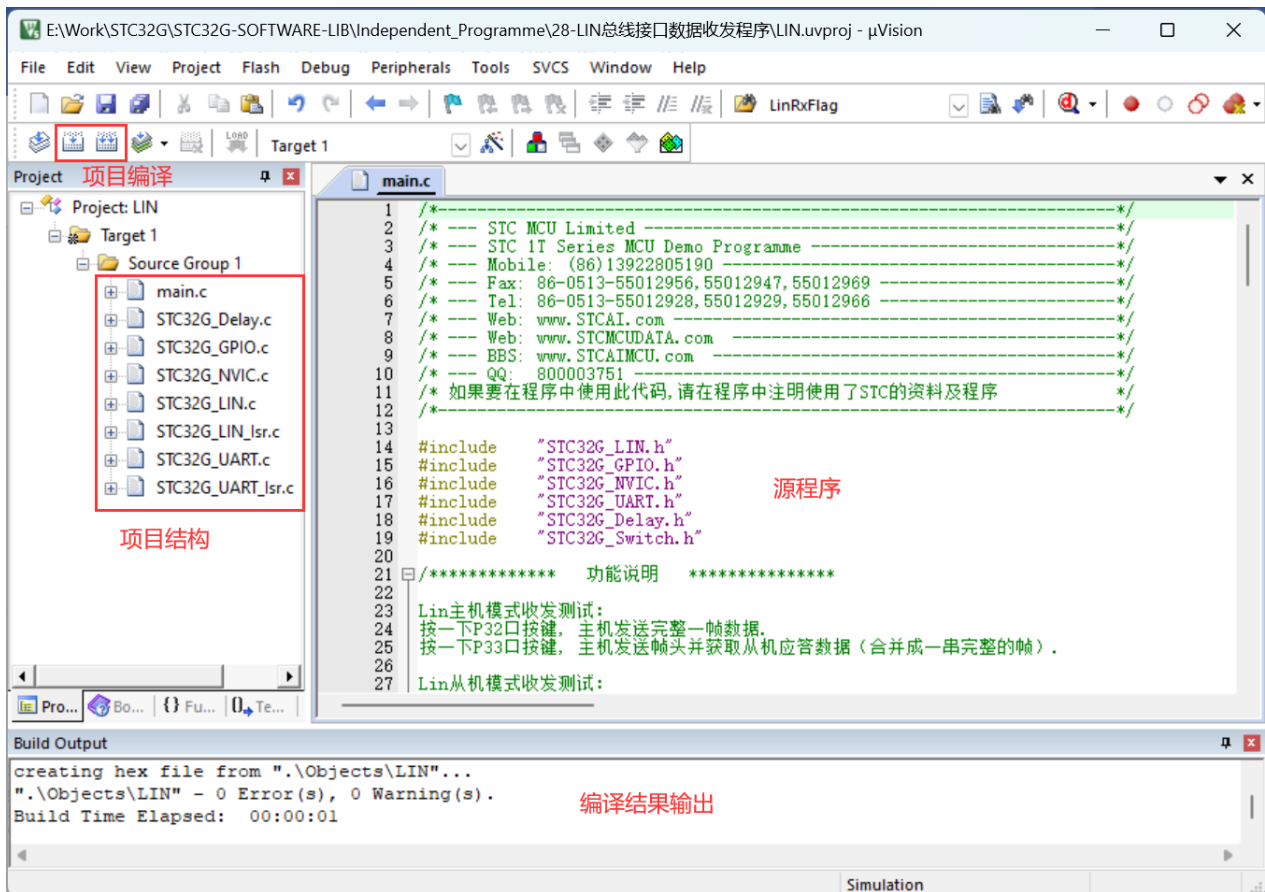 E:\Work\STC32G\STC32G-SOFTWARE-LIB\Independent_Programme\28-LIN总线接口数据收发程序\LIN.uvproj - µVision
File Edit View Project Flash Debug Peripherals Tools SVCS Window Help
LinRxFlag
LOAD Target 1
Project 项目编译
main.c
Project: LIN
Target 1
Source Group 1
main.c
STC32G_Delay.c
STC32G_GPIO.c
STC32G_NVIC.c
STC32G_LIN.c
STC32G_LIN_Isr.c
STC32G_UART.c
STC32G_UART_Isr.c
项目结构
1 /*---------------------------------------------------------------------*/
2 /* --- STC MCU Limited ------------------------------------------------*/
3 /* --- STC 1T Series MCU Demo Programme -------------------------------*/
4 /* --- Mobile: (86)13922805190 ----------------------------------------*/
5 /* --- Fax: 86-0513-55012956,55012947,55012969 ------------------------*/
6 /* --- Tel: 86-0513-55012928,55012929,55012966 ------------------------*/
7 /* --- Web: www.STCAI.com ---------------------------------------------*/
8 /* --- Web: www.STCMCUDATA.com ---------------------------------------*/
9 /* --- BBS: www.STCAIMCU.com -----------------------------------------*/
10 /* --- QQ: 800003751 -------------------------------------------------*/
11 /* 如果要在程序中使用此代码,请在程序中注明使用了STC的资料及程序 */
12 /*---------------------------------------------------------------------*/
13
14 #include "STC32G_LIN.h"
15 #include "STC32G_GPIO.h"
16 #include "STC32G_NVIC.h"
17 #include "STC32G_UART.h"
18 #include "STC32G_Delay.h"
19 #include "STC32G_Switch.h"
源程序
20
21 /************* 功能说明 ***************
22
23 Lin主机模式收发测试:
24 按一下P32口按键, 主机发送完整一帧数据.
25 按一下P33口按键, 主机发送帧头并获取从机应答数据(合并成一串完整的帧).
26
27 Lin从机模式收发测试:
Pro... Bo... {} Fu... Te...
Build Output
creating hex file from ".\Objects\LIN"...
".\Objects\LIN" - 0 Error(s), 0 Warning(s).
Build Time Elapsed: 00:00:01
编译结果输出
Simulation